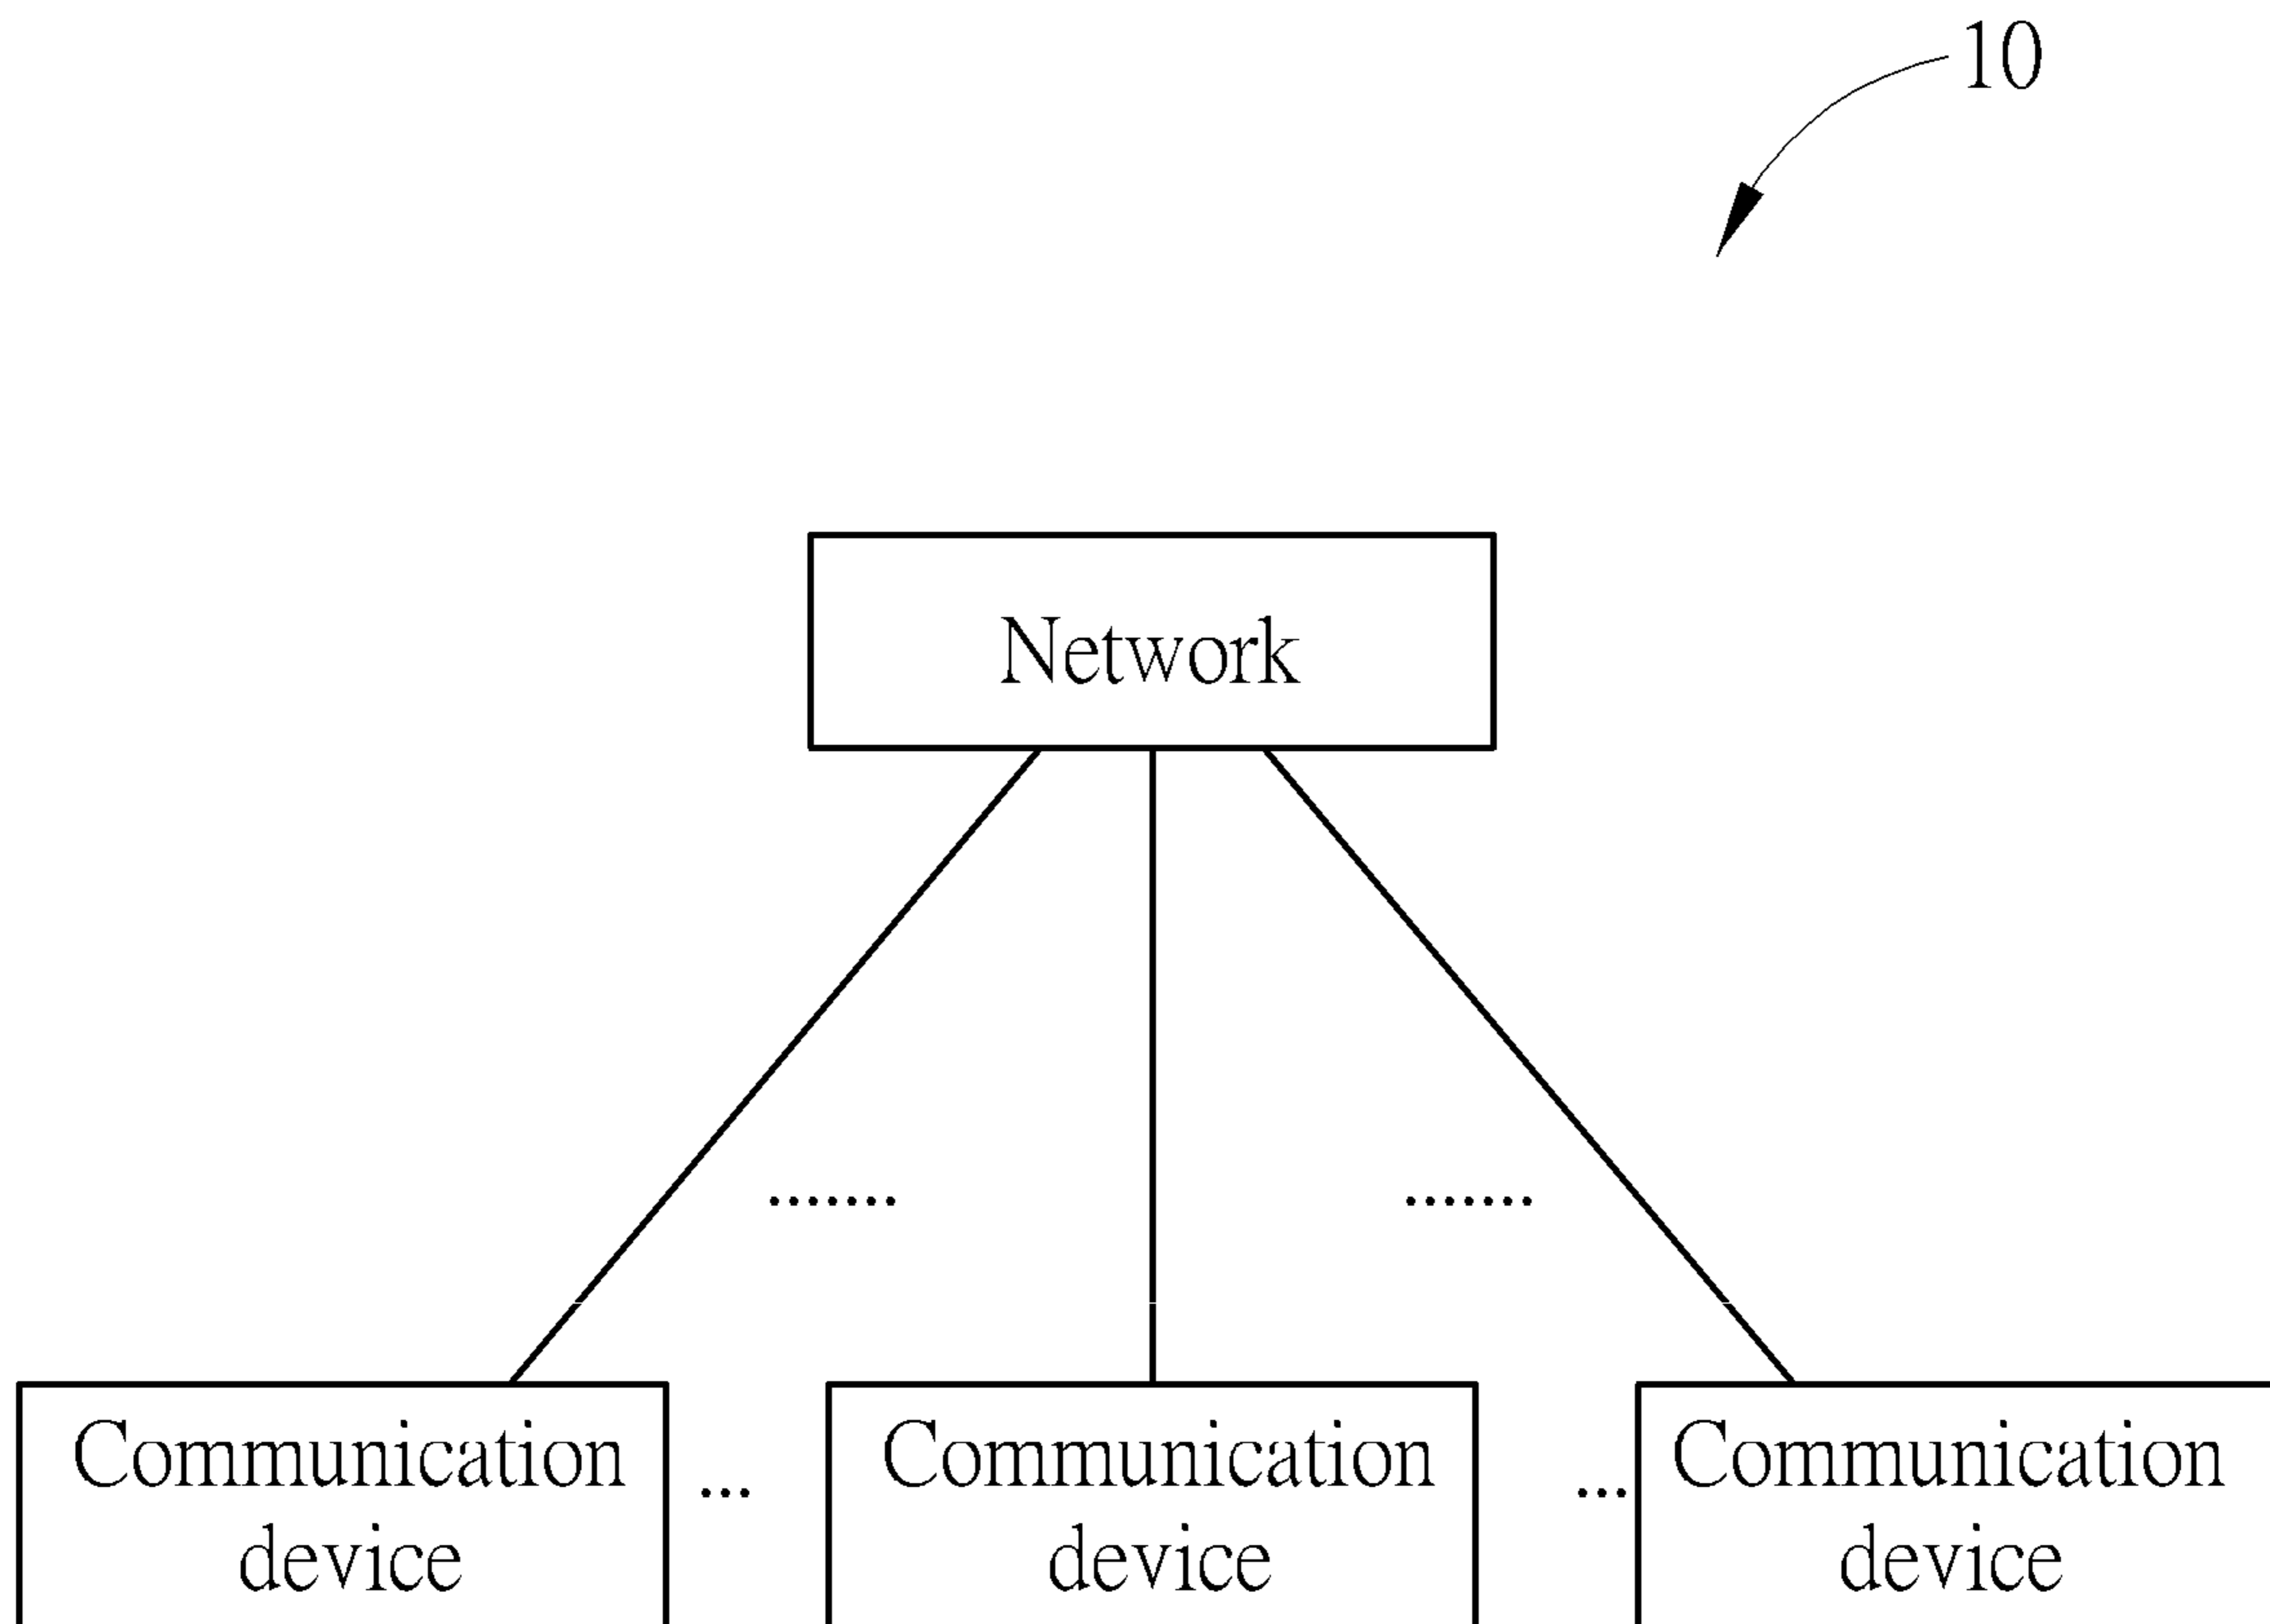 10
Network
.......
.......
Communication
device
...
Communication
device
...
Communication
device